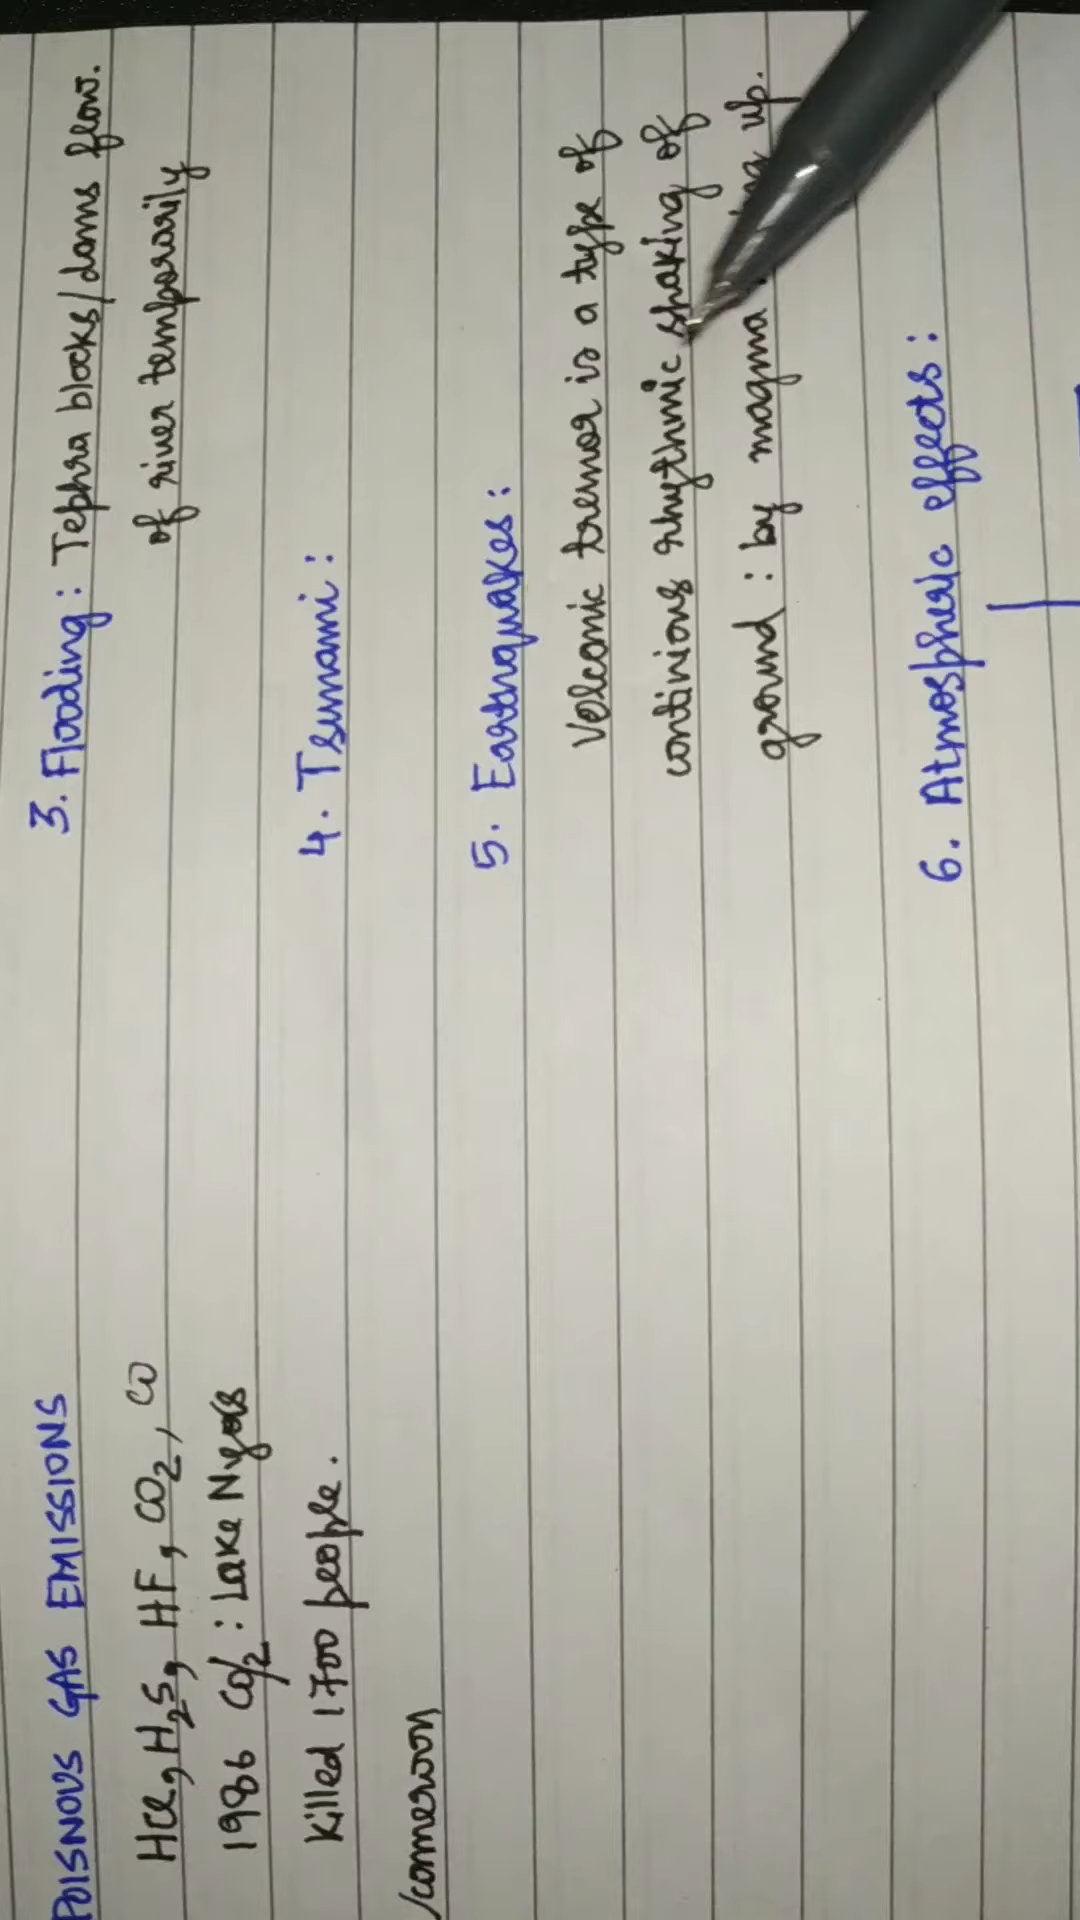 POISNOUS GAS EMISSIONS
HCl, H2S, HF, CO2, CO
1986 CO2 : Lake Nyos
Killed 1700 people.
/cameroon
3. Flooding : Tephra blocks/dams flow.
of river temporarily
4. Tsunami :
5. Earthquakes :
Volcanic tremor is a type of
continious rhythmic shaking of
ground : by magma up.
6. Atmospheric effects :